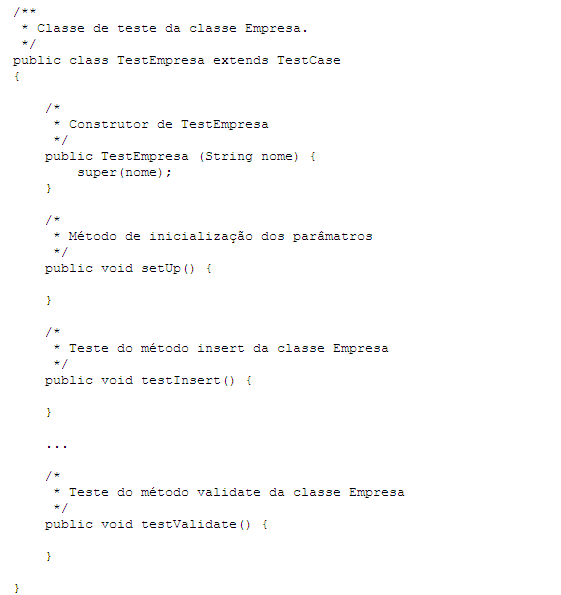 /**
 * Classe de teste da classe Empresa.
 */
public class TestEmpresa extends TestCase
{
    /*
     * Construtor de TestEmpresa
     */
    public TestEmpresa (String nome) {
        super(nome);
    }
    /*
     * Método de inicialização dos parâmatros
     */
    public void setUp() {
    }
    /*
     * Teste do método insert da classe Empresa
     */
    public void testInsert() {
    }
    ...
    /*
     * Teste do método validate da classe Empresa
     */
    public void testValidate() {
    }
}